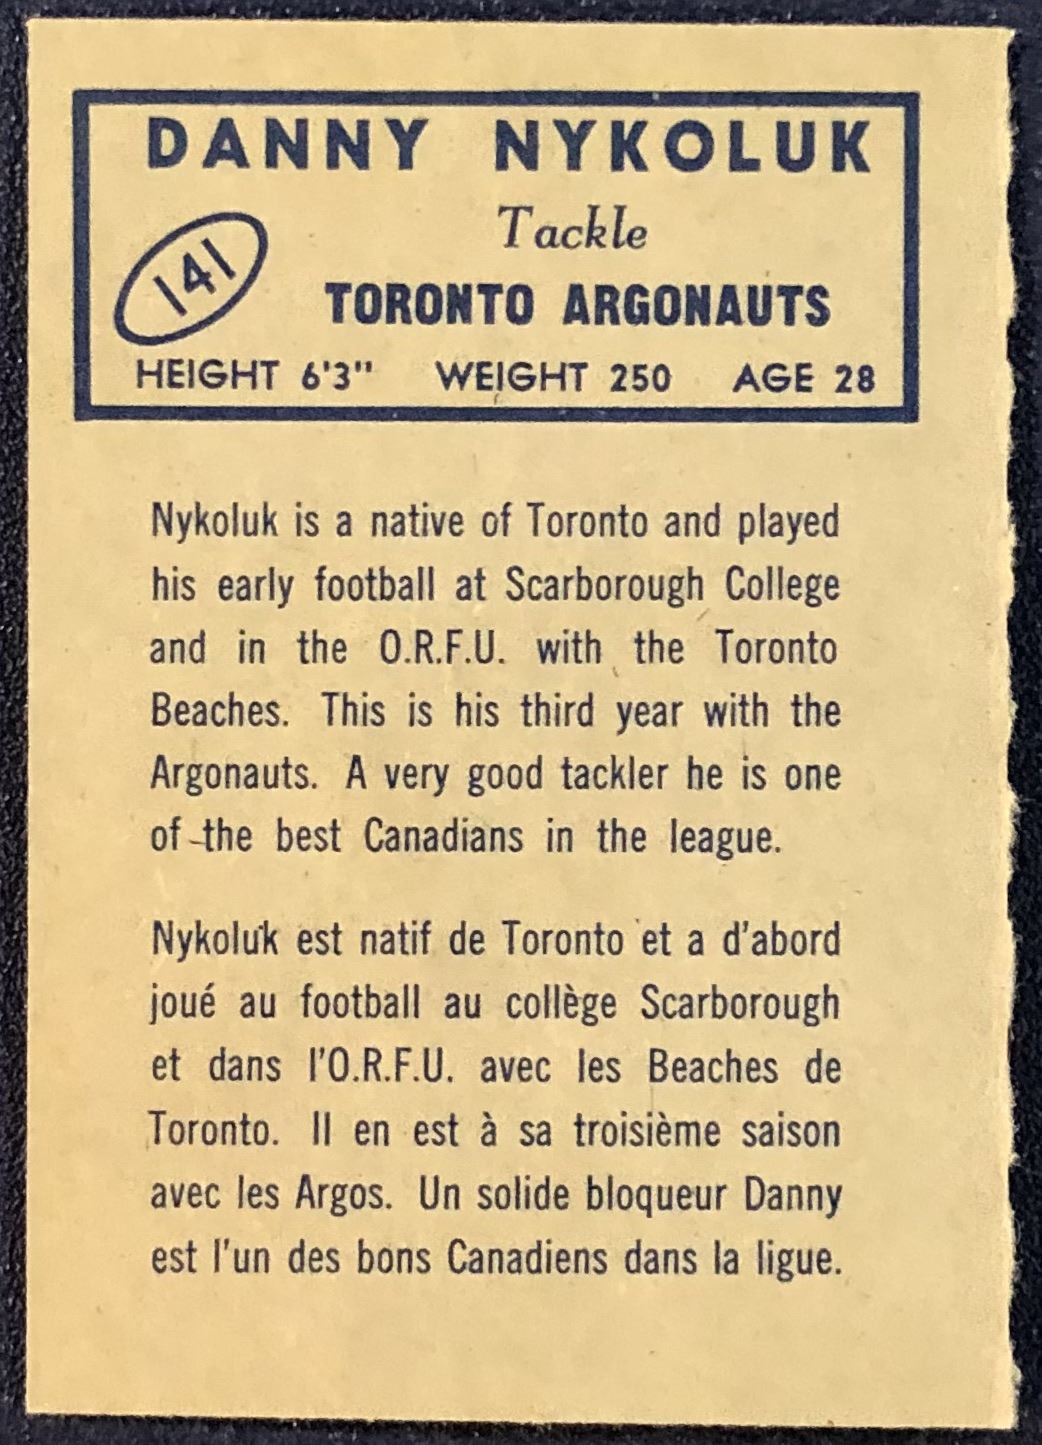 DANNY NYKOLUK
Tackle
141
TORONTO ARGONAUTS
HEIGHT 6'3" WEIGHT 250 AGE 28
Nykoluk is a native of Toronto and played
his early football at Scarborough College
and in the O.R.F.U. with the Toronto
Beaches. This is his third year with the
Argonauts. A very good tackler he is one
of the best Canadians in the league.
Nykoluk est natif de Toronto et a d'abord
joué au football au collège Scarborough
et dans l'O.R.F.U. avec les Beaches de
Toronto. Il en est à sa troisième saison
avec les Argos. Un solide bloqueur Danny
est l'un des bons Canadiens dans la ligue.